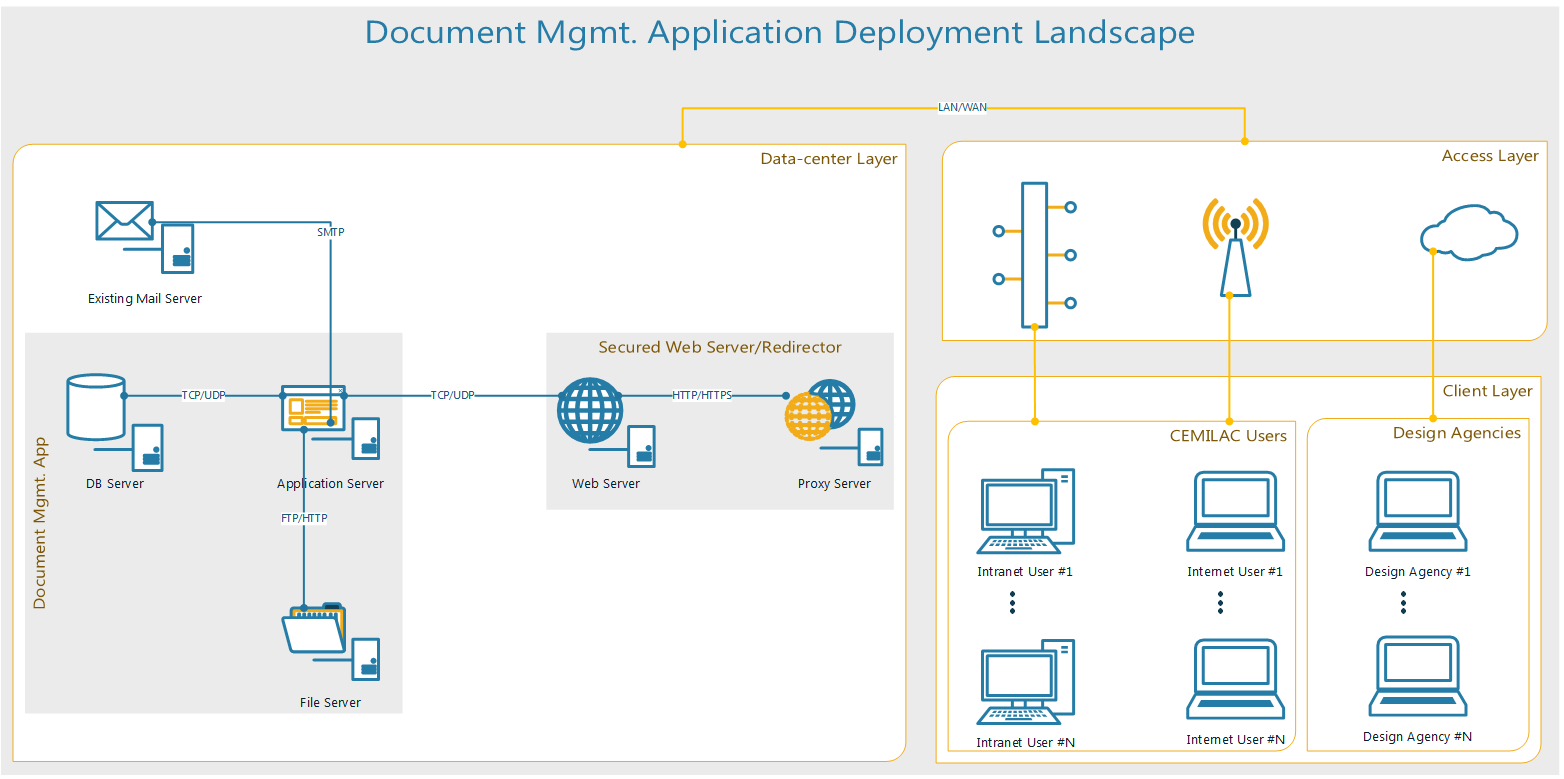 Document Mgmt. Application Deployment Landscape
LAN/WAN
Data-center Layer
Access Layer
SMTP
Existing Mail Server
Secured Web Server/Redirector
TCP/UDP
TCP/UDP
HTTP/HTTPS
Document Mgmt. App
DB Server
Application Server
Web Server
Proxy Server
FTP/HTTP
File Server
Client Layer
CEMILAC Users
Design Agencies
Intranet User #1
Internet User #1
Design Agency #1
Intranet User #N
Internet User #N
Design Agency #N